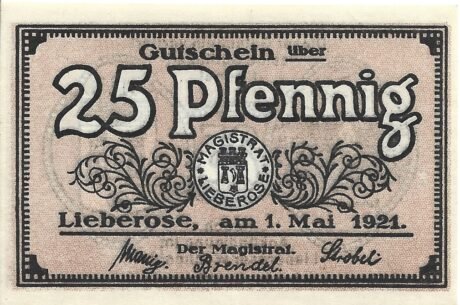 Gutschein über
25 Pfennig
MAGISTRAT
LIEBEROSE
Lieberose, am 1. Mai 1921.
Der Magistrat.
Brendel. Strobel